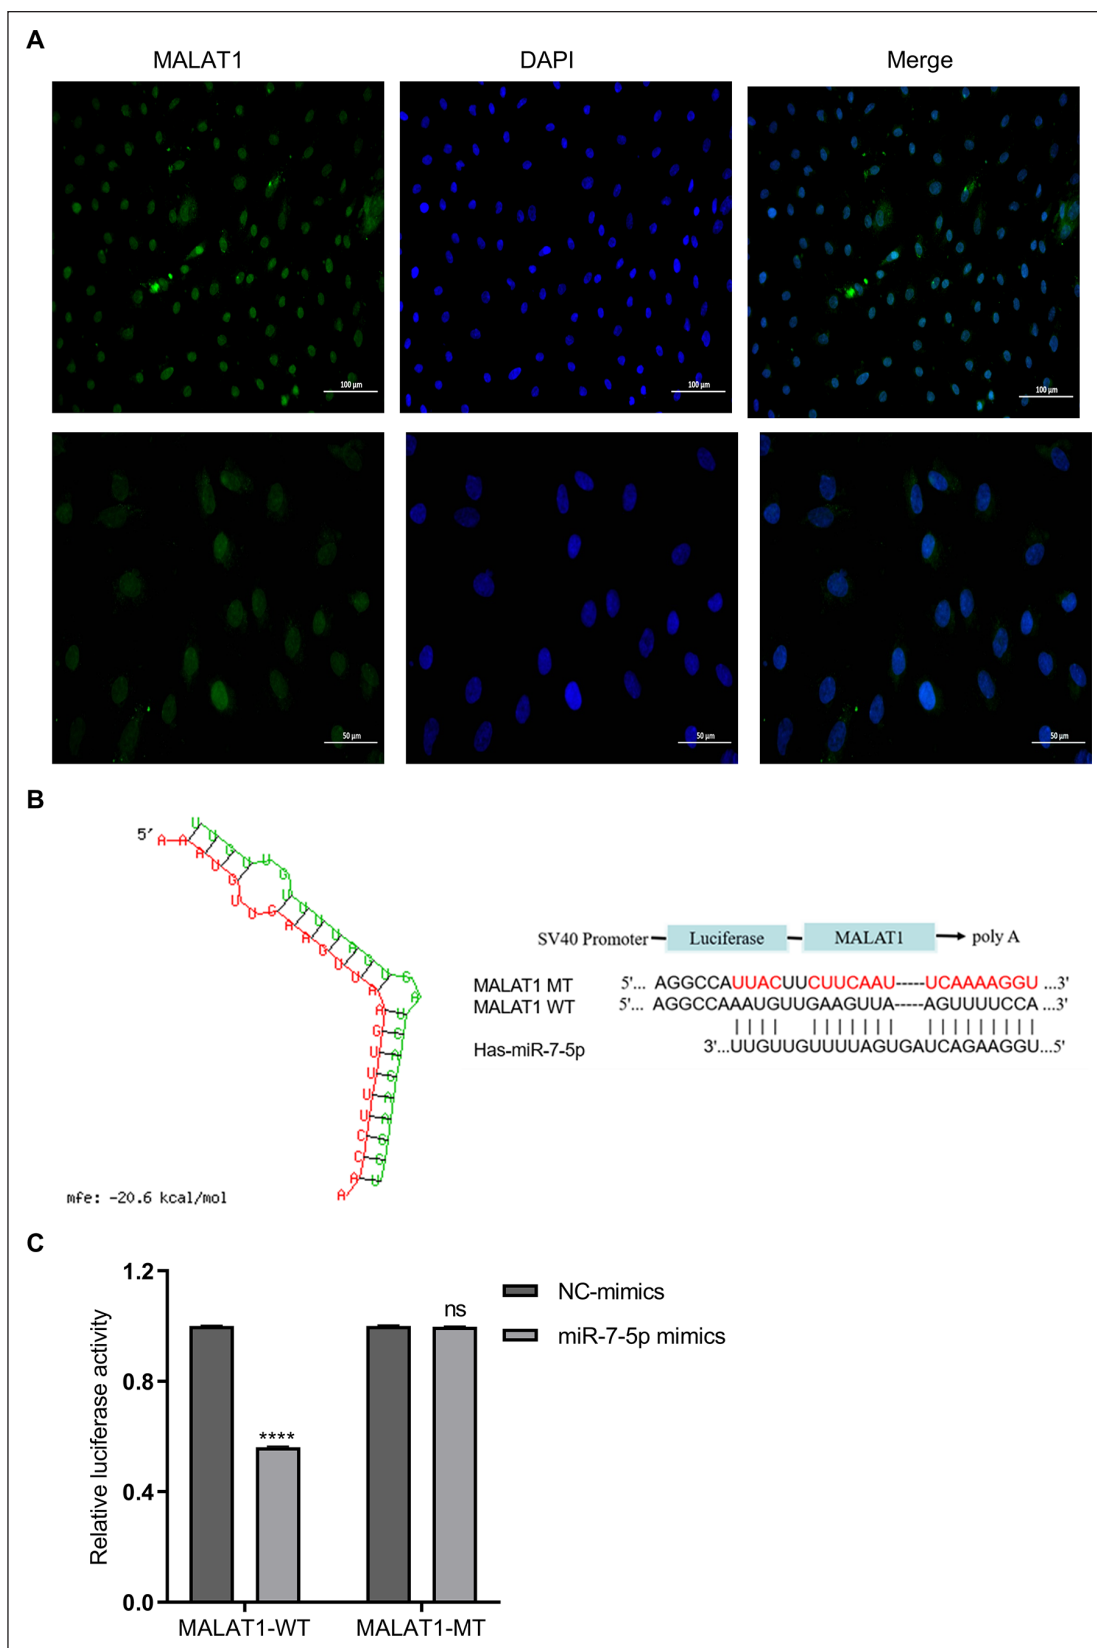 A
MALAT1 DAPI Merge
100 μm 100 μm 100 μm
50 μm 50 μm 50 μm
B
5'
mfe: -20.6 kcal/mol
SV40 Promoter Luciferase MALAT1 poly A
MALAT1 MT 5'... AGGCCAUUACUUCUUCAAU-----UCAAAAGGU ...3'
MALAT1 WT 5'... AGGCCAAAUGUUGAAGUUA-----AGUUUUCCA ...3'
Has-miR-7-5p 3'...UUGUUGUUUUAGUGAUCAGAAGGU...5'
C
Relative luciferase activity
1.2
0.8
0.4
0.0
****
ns
NC-mimics
miR-7-5p mimics
MALAT1-WT MALAT1-MT